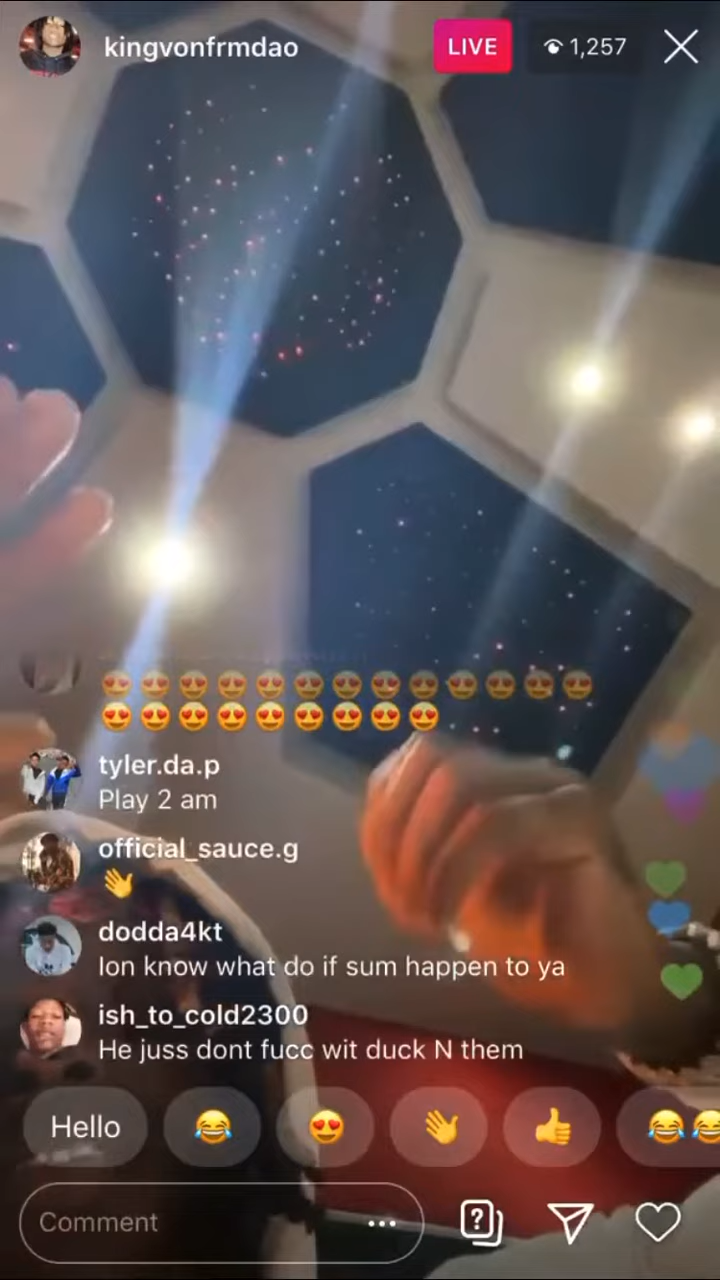 kingvonfrmdao LIVE 1,257
😍😍😍😍😍😍😍😍😍😍😍😍😍
😍😍😍😍😍😍😍😍😍
tyler.da.p
Play 2 am
official_sauce.g
👋
dodda4kt
Ion know what do if sum happen to ya
ish_to_cold2300
He juss dont fucc wit duck N them
Hello 😂 😍 👋 👍 😂😂
Comment